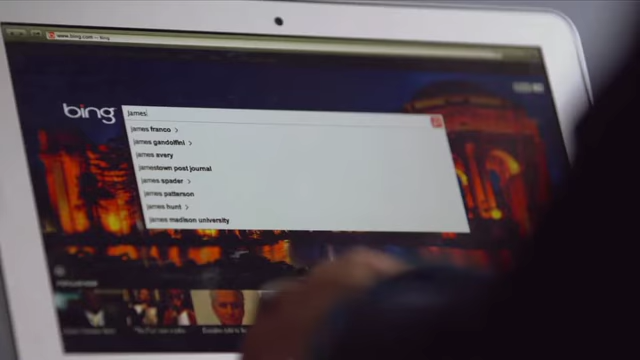 www.bing.com — Bing
bing
james
james franco >
james gandolfini >
james avery
jamestown post journal
james spader >
james patterson
james hunt >
james madison university